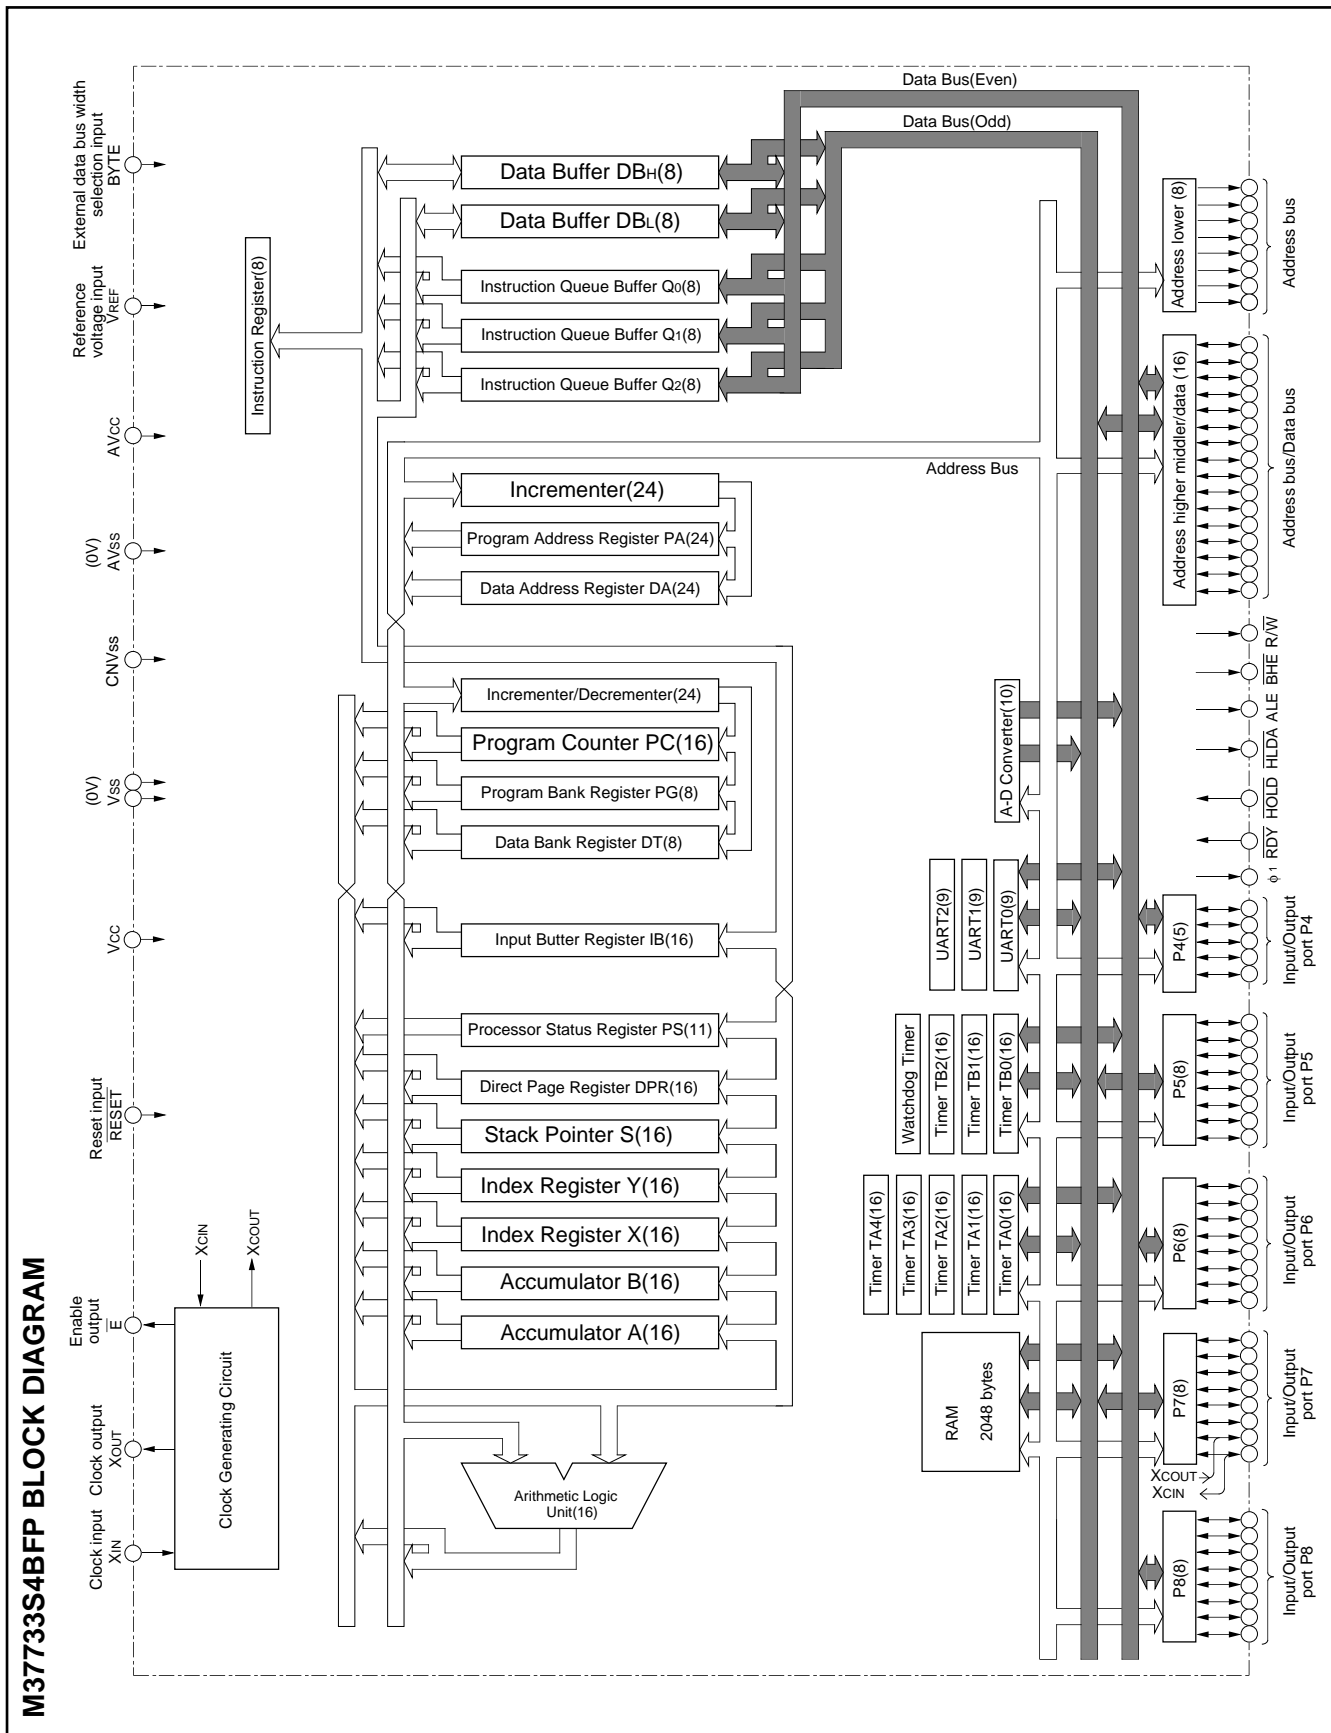 M37733S4BFP BLOCK DIAGRAM
External data bus width
selection input
BYTE
Reference
voltage input
VREF
AVCC
(0V)
AVSS
CNVSS
(0V)
VSS
VCC
Reset input
RESET
Enable
output
E
Clock output
XOUT
Clock input
XIN
XCIN
XCOUT
Clock Generating Circuit
Instruction Register(8)
Data Bus(Even)
Data Bus(Odd)
Data Buffer DBH(8)
Data Buffer DBL(8)
Instruction Queue Buffer Q0(8)
Instruction Queue Buffer Q1(8)
Instruction Queue Buffer Q2(8)
Address Bus
Incrementer(24)
Program Address Register PA(24)
Data Address Register DA(24)
Incrementer/Decrementer(24)
Program Counter PC(16)
Program Bank Register PG(8)
Data Bank Register DT(8)
Input Butter Register IB(16)
Processor Status Register PS(11)
Direct Page Register DPR(16)
Stack Pointer S(16)
Index Register Y(16)
Index Register X(16)
Accumulator B(16)
Accumulator A(16)
Arithmetic Logic
Unit(16)
A-D Converter(10)
UART2(9)
UART1(9)
UART0(9)
Watchdog Timer
Timer TB2(16)
Timer TB1(16)
Timer TB0(16)
Timer TA4(16)
Timer TA3(16)
Timer TA2(16)
Timer TA1(16)
Timer TA0(16)
RAM
2048 bytes
Address lower (8)
Address bus
Address higher middler/data (16)
Address bus/Data bus
R/W
BHE
ALE
HLDA
HOLD
RDY
ϕ1
P4(5)
Input/Output
port P4
P5(8)
Input/Output
port P5
P6(8)
Input/Output
port P6
P7(8)
Input/Output
port P7
XCOUT
XCIN
P8(8)
Input/Output
port P8